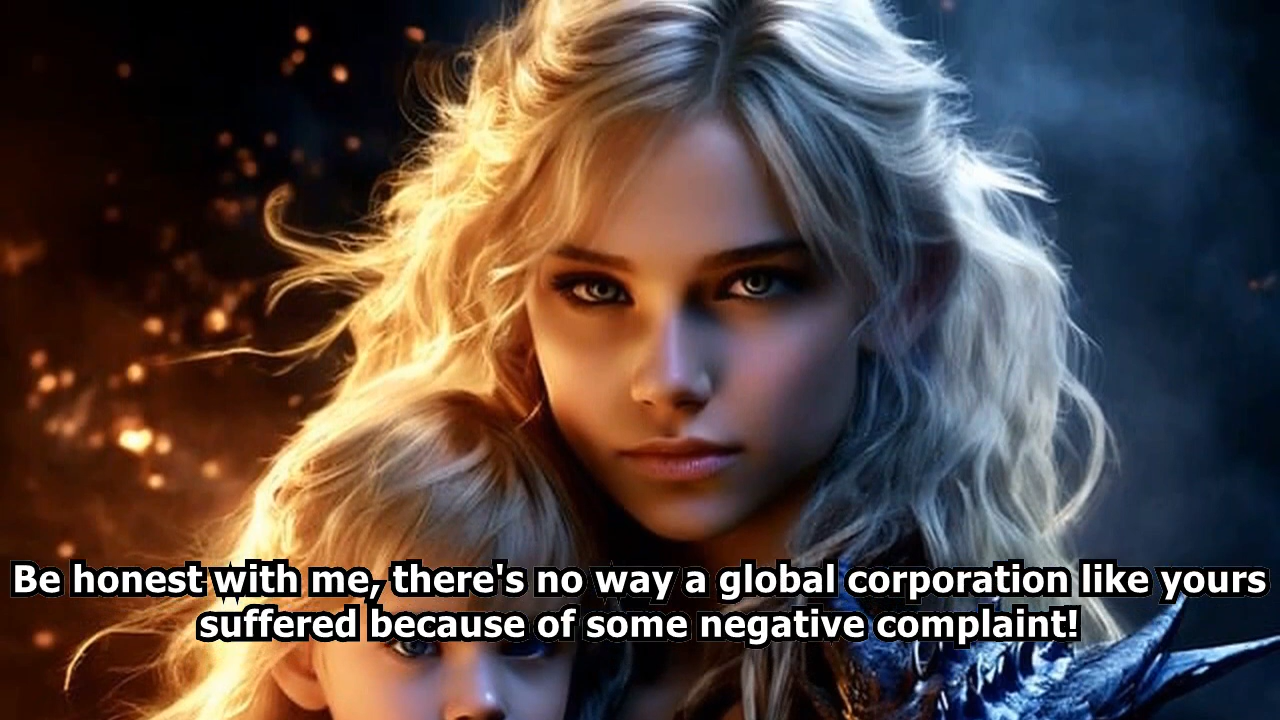 Be honest with me, there's no way a global corporation like yours
suffered because of some negative complaint!